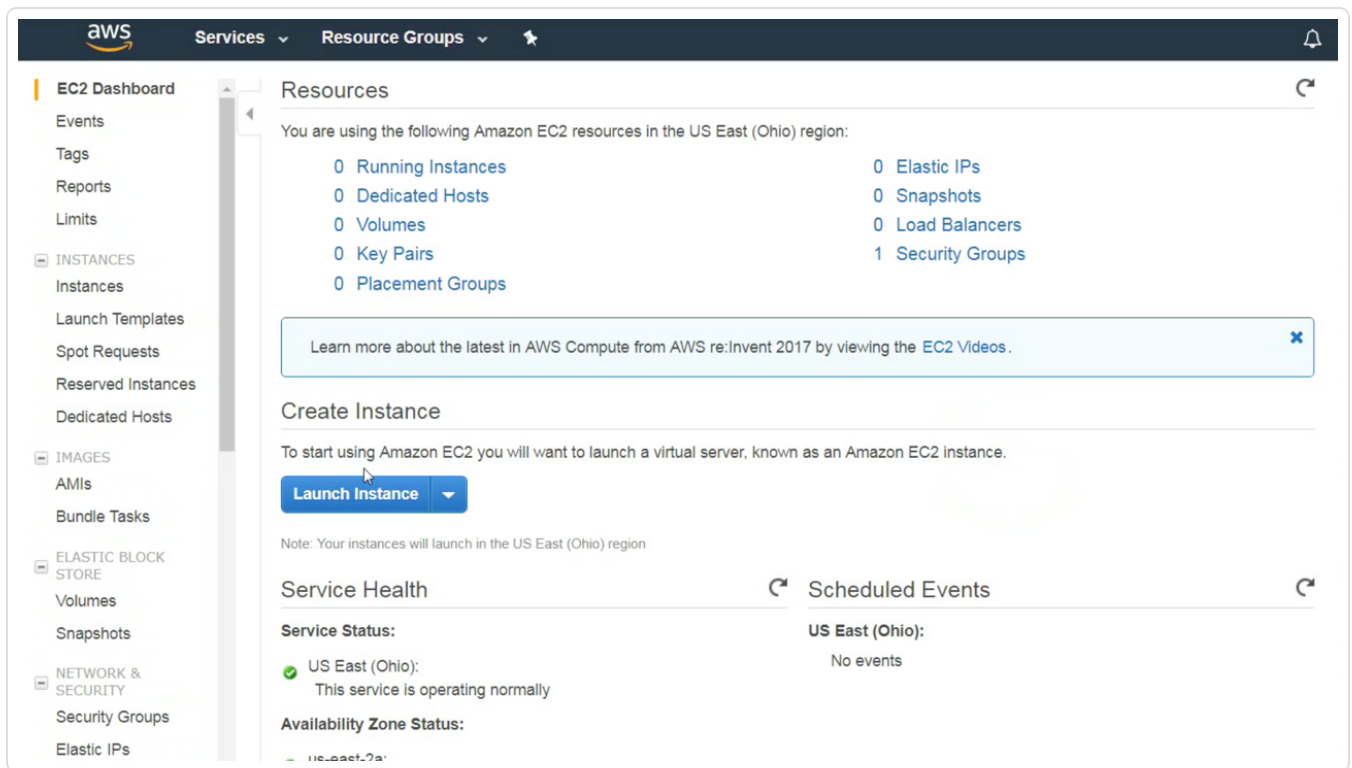 aws
Services
Resource Groups
EC2 Dashboard
Events
Tags
Reports
Limits
INSTANCES
Instances
Launch Templates
Spot Requests
Reserved Instances
Dedicated Hosts
IMAGES
AMIs
Bundle Tasks
ELASTIC BLOCK
STORE
Volumes
Snapshots
NETWORK &
SECURITY
Security Groups
Elastic IPs
Resources
You are using the following Amazon EC2 resources in the US East (Ohio) region:
0 Running Instances
0 Dedicated Hosts
0 Volumes
0 Key Pairs
0 Placement Groups
0 Elastic IPs
0 Snapshots
0 Load Balancers
1 Security Groups
Learn more about the latest in AWS Compute from AWS re:Invent 2017 by viewing the EC2 Videos.
Create Instance
To start using Amazon EC2 you will want to launch a virtual server, known as an Amazon EC2 instance.
Launch Instance
Note: Your instances will launch in the US East (Ohio) region
Service Health
Service Status:
US East (Ohio):
This service is operating normally
Availability Zone Status:
us-east-2a:
Scheduled Events
US East (Ohio):
No events